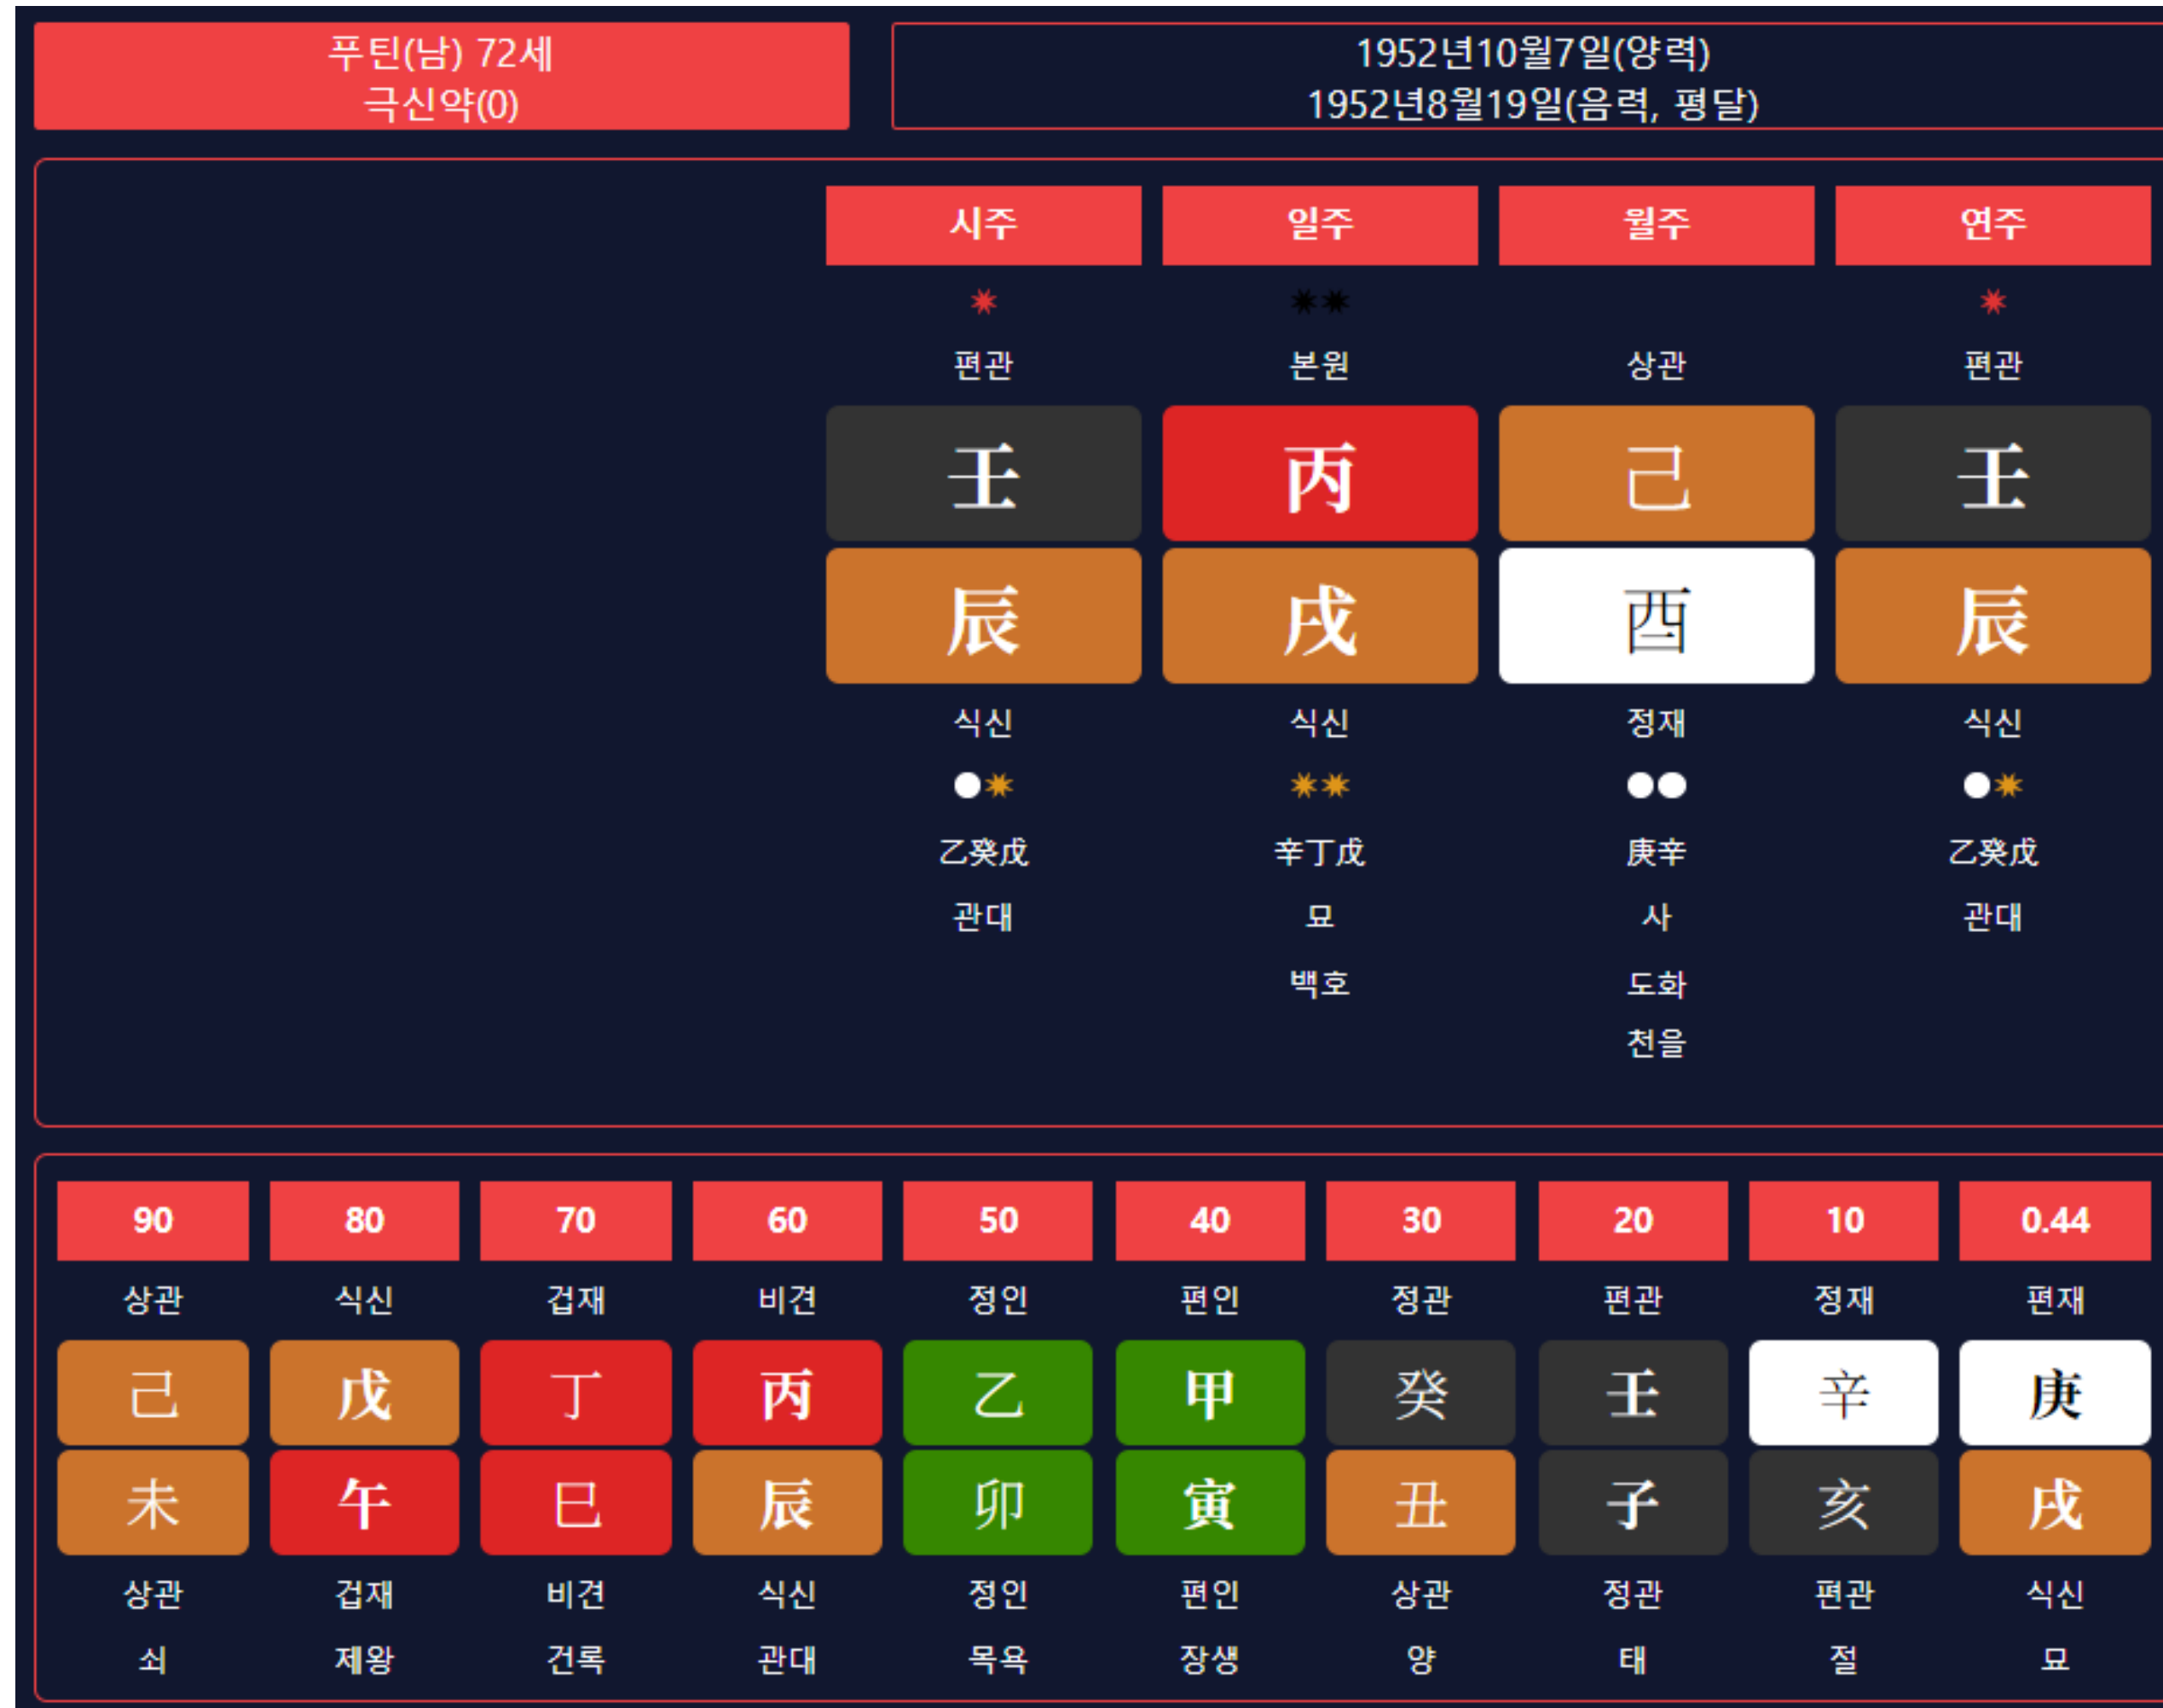 푸틴(남) 72세
극신약(0)
1952년10월7일(양력)
1952년8월19일(음력, 평달)
시주 일주 월주 연주
편관 본원 상관 편관
壬 丙 己 壬
辰 戌 酉 辰
식신 식신 정재 식신
乙癸戊 辛丁戊 庚辛 乙癸戊
관대 묘 사 관대
백호 도화
천을
90 80 70 60 50 40 30 20 10 0.44
상관 식신 겁재 비견 정인 편인 정관 편관 정재 편재
己 戊 丁 丙 乙 甲 癸 壬 辛 庚
未 午 巳 辰 卯 寅 丑 子 亥 戌
상관 겁재 비견 식신 정인 편인 상관 정관 편관 식신
쇠 제왕 건록 관대 목욕 장생 양 태 절 묘